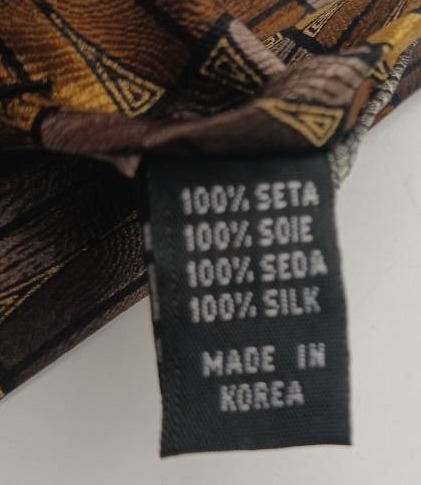 100% SETA
100% SOIE
100% SEDA
100% SILK
MADE IN
KOREA